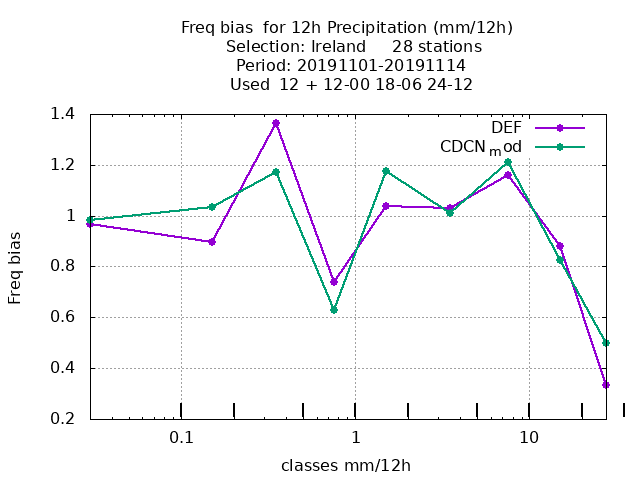 Freq bias  for 12h Precipitation (mm/12h)
Selection: Ireland     28 stations
Period: 20191101-20191114
Used  12 + 12-00 18-06 24-12
DEF
CDCNmod
1.4
1.2
1
0.8
0.6
0.4
0.2
Freq bias
0.1
1
10
classes mm/12h